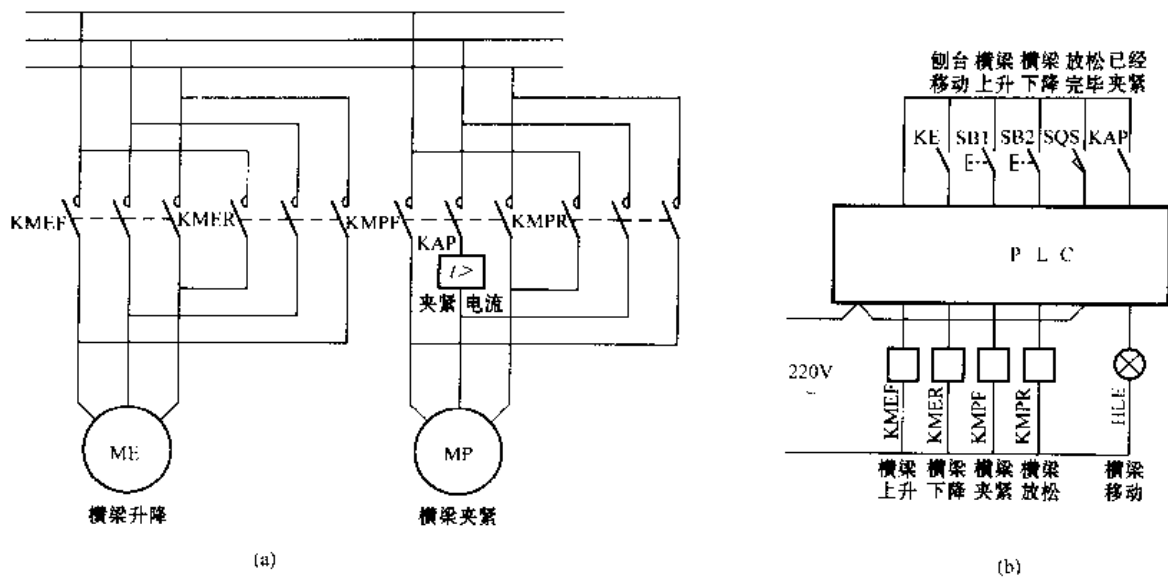 KMEF
KMER
KMPF
KMPR
KAP
I>
夹紧 电流
ME
MP
横梁升降
横梁夹紧
(a)
刨台 横梁 横梁 放松 已经
移动 上升 下降 完毕 夹紧
KE SB1 SB2 SQS KAP
P L C
220V
~
KMEF
KMER
KMPF
KMPR
HLE
横梁 横梁 横梁 横梁 横梁
上升 下降 夹紧 放松 移动
(b)